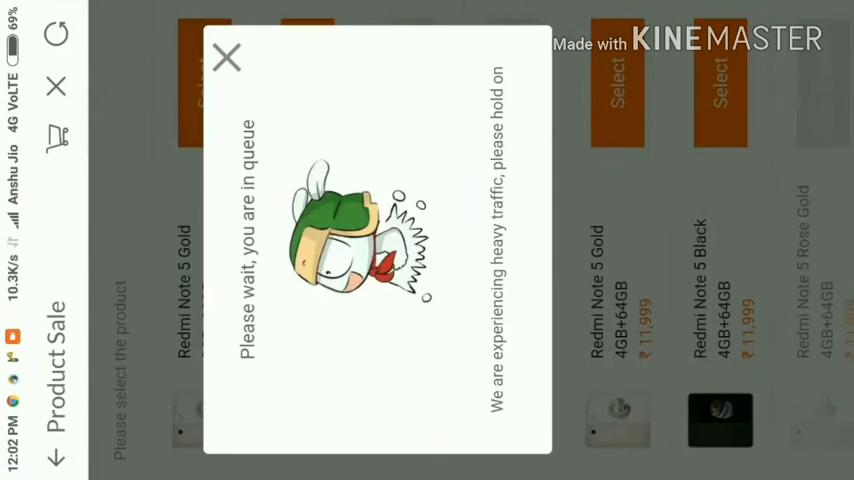 12:02 PM
10.3K/s
Anshu Jio
4G VoLTE
69%
Product Sale
Please select the product
Redmi Note 5 Gold
Select
Please wait, you are in queue
We are experiencing heavy traffic, please hold on
Redmi Note 5 Gold
4GB+64GB
₹ 11,999
Select
Redmi Note 5 Black
4GB+64GB
₹ 11,999
Select
Redmi Note 5 Rose Gold
4GB+64GB
₹ 11,999
Made with KINEMASTER